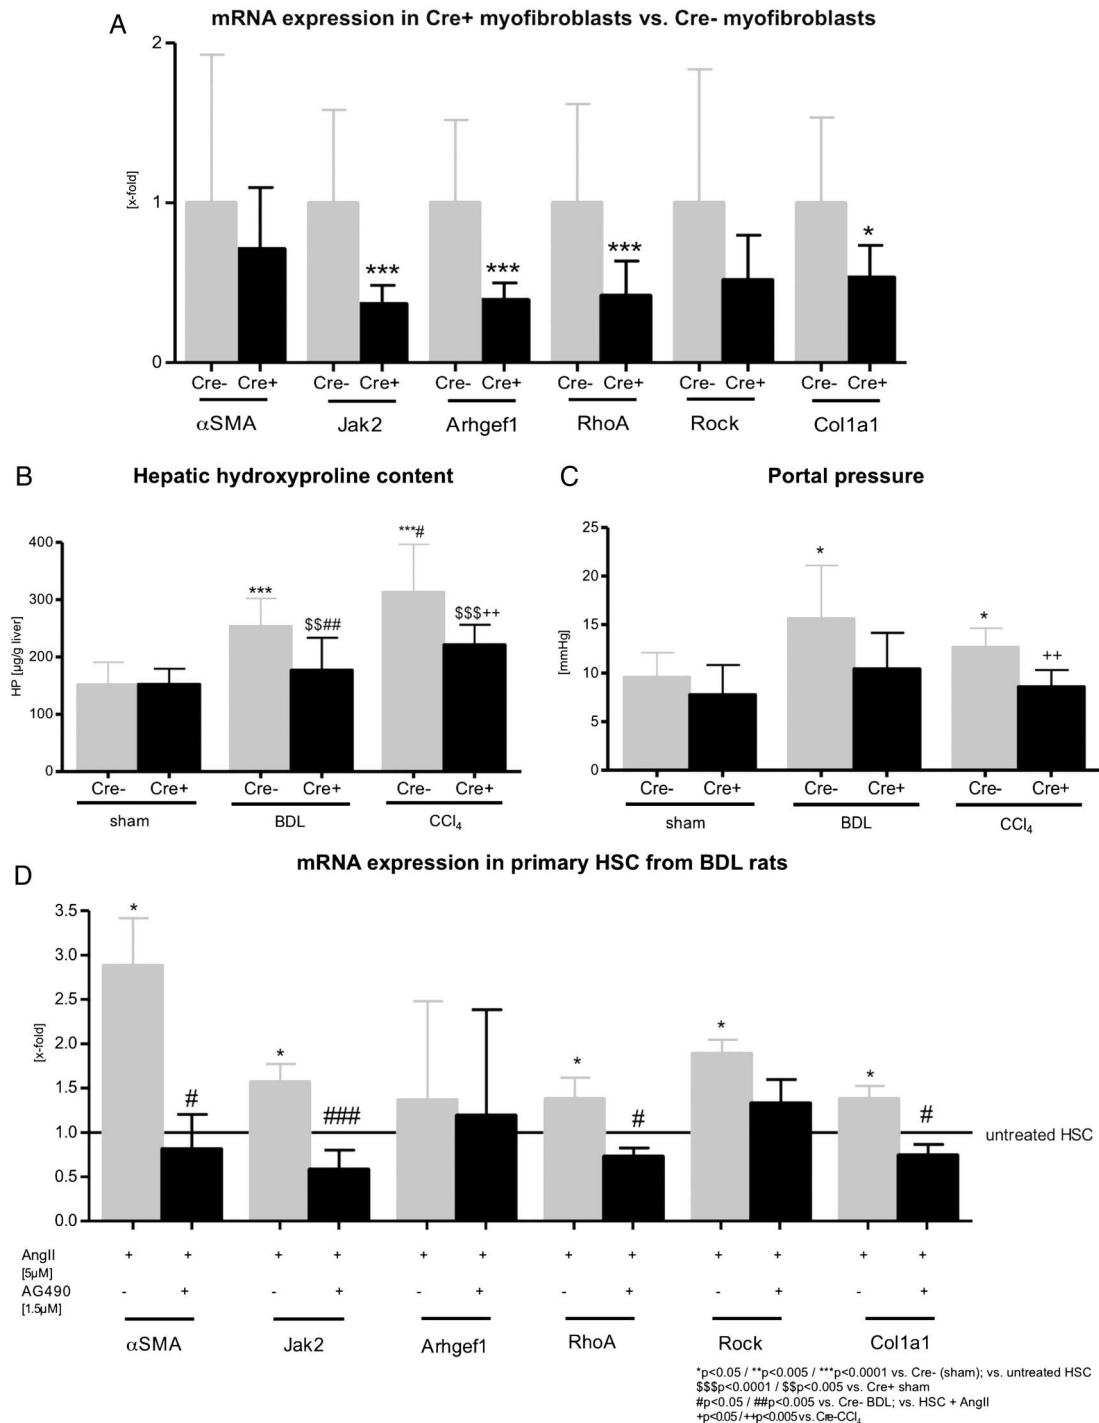 A
mRNA expression in Cre+ myofibroblasts vs. Cre- myofibroblasts
2
1
0
[x-fold]
*** *** *** *
Cre- Cre+ Cre- Cre+ Cre- Cre+ Cre- Cre+ Cre- Cre+ Cre- Cre+
αSMA Jak2 Arhgef1 RhoA Rock Col1a1
B
Hepatic hydroxyproline content
400
300
200
100
0
HP [µg/g liver]
*** $$## ***# $$$++
Cre- Cre+ Cre- Cre+ Cre- Cre+
sham BDL CCl₄
C
Portal pressure
25
20
15
10
5
0
[mmHg]
* * ++
Cre- Cre+ Cre- Cre+ Cre- Cre+
sham BDL CCl₄
D
mRNA expression in primary HSC from BDL rats
3.5
3.0
2.5
2.0
1.5
1.0
0.5
0.0
[x-fold]
* # * ### * # * * #
untreated HSC
AngII + + + + + + + + + + + +
[5µM]
AG490 - + - + - + - + - + - +
[1.5µM]
αSMA Jak2 Arhgef1 RhoA Rock Col1a1
*p<0.05 / **p<0.005 / ***p<0.0001 vs. Cre- (sham); vs. untreated HSC
$$$p<0.0001 / $$p<0.005 vs. Cre+ sham
#p<0.05 / ##p<0.005 vs. Cre- BDL; vs. HSC + AngII
+p<0.05/++p<0.005 vs. Cre-CCl₄